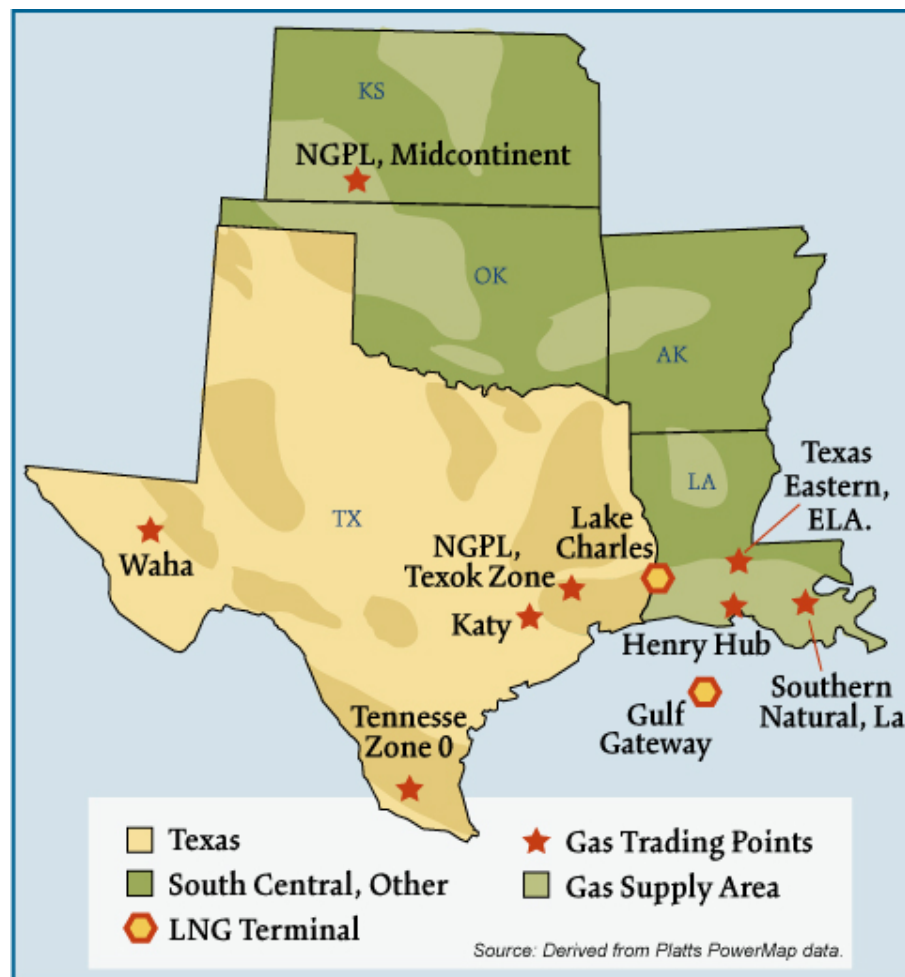 KS
NGPL, Midcontinent
OK
AK
LA
Texas
Eastern,
ELA.
TX
Waha
NGPL,
Texok Zone
Katy
Lake
Charles
Henry Hub
Southern
Natural, La
Gulf
Gateway
Tennesse
Zone 0
Texas
South Central, Other
LNG Terminal
Gas Trading Points
Gas Supply Area
Source: Derived from Platts PowerMap data.